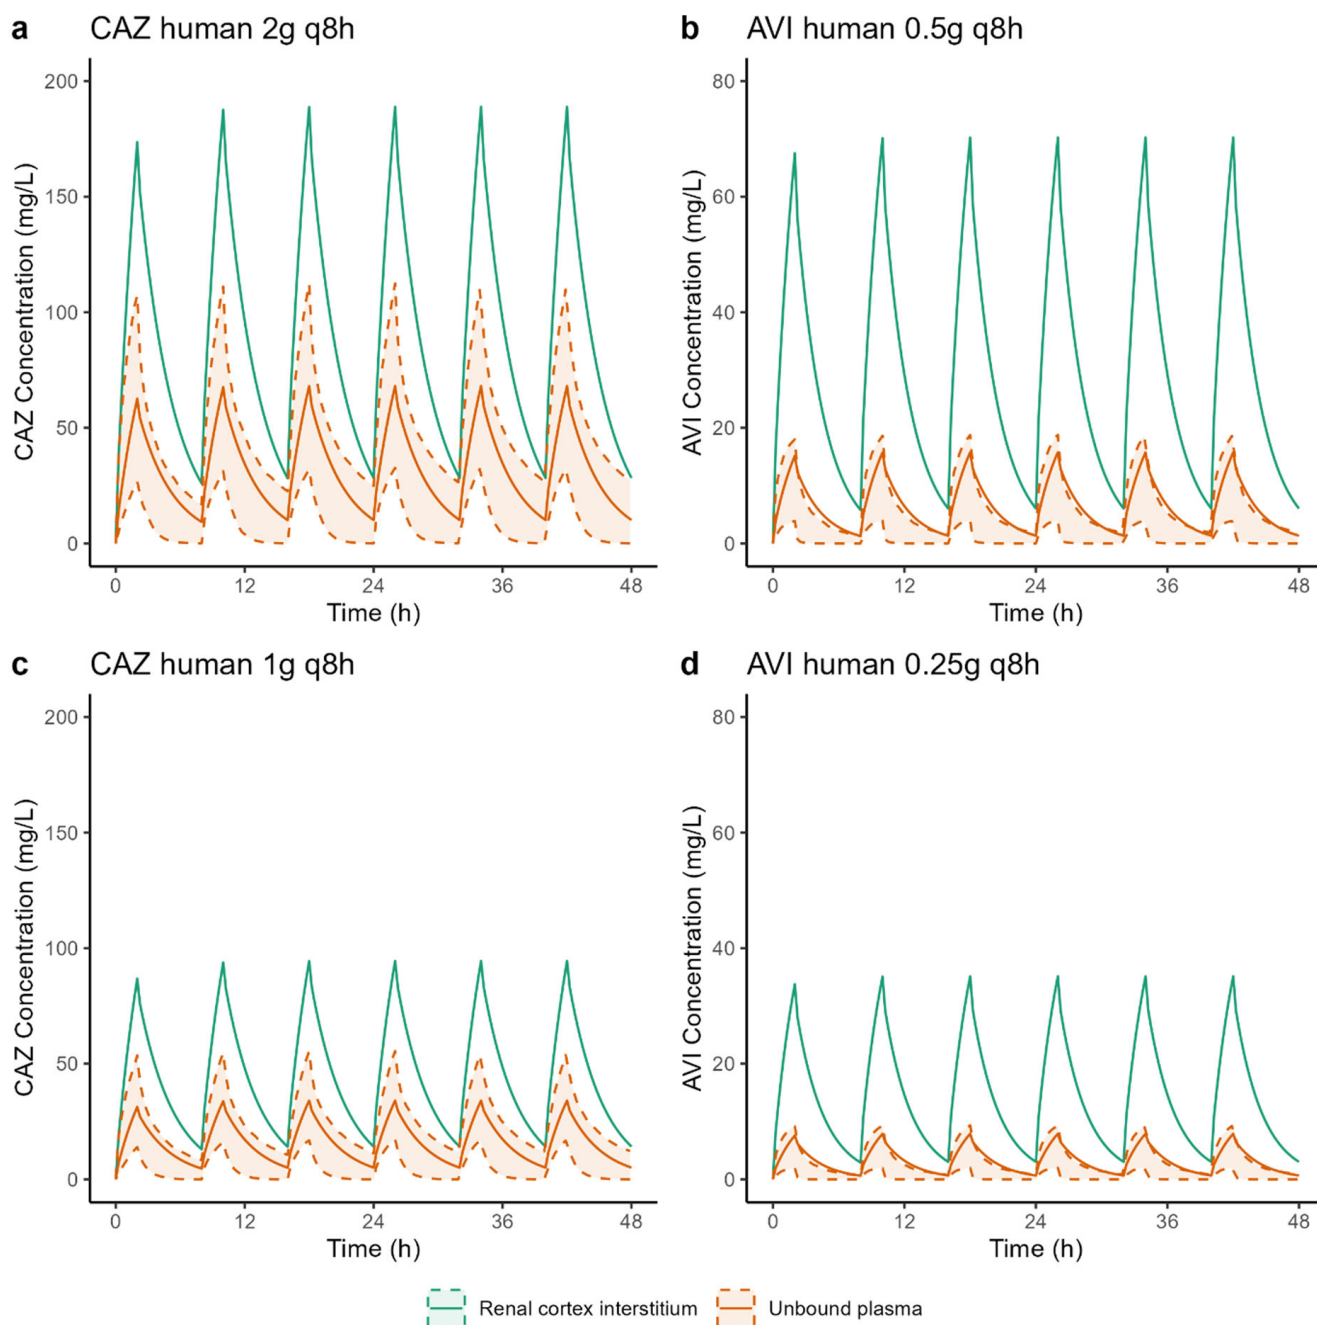 a CAZ human 2g q8h
CAZ Concentration (mg/L)
200
150
100
50
0
0 12 24 36 48
Time (h)
b AVI human 0.5g q8h
AVI Concentration (mg/L)
80
60
40
20
0
0 12 24 36 48
Time (h)
c CAZ human 1g q8h
CAZ Concentration (mg/L)
200
150
100
50
0
0 12 24 36 48
Time (h)
d AVI human 0.25g q8h
AVI Concentration (mg/L)
80
60
40
20
0
0 12 24 36 48
Time (h)
Renal cortex interstitium Unbound plasma